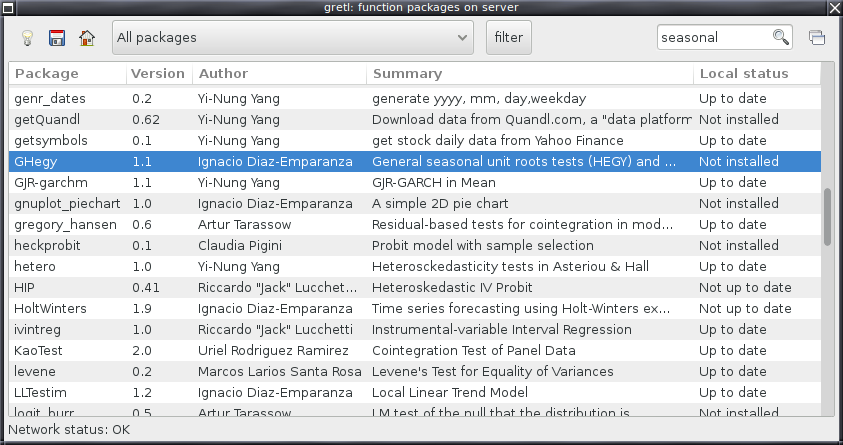 gretl: function packages on server
All packages filter seasonal
Package Version Author Summary Local status
genr_dates 0.2 Yi-Nung Yang generate yyyy, mm, day,weekday Up to date
getQuandl 0.62 Yi-Nung Yang Download data from Quandl.com, a "data platform Not installed
getsymbols 0.1 Yi-Nung Yang get stock daily data from Yahoo Finance Up to date
GHegy 1.1 Ignacio Diaz-Emparanza General seasonal unit roots tests (HEGY) and ... Not installed
GJR-garchm 1.1 Yi-Nung Yang GJR-GARCH in Mean Up to date
gnuplot_piechart 1.0 Ignacio Diaz-Emparanza A simple 2D pie chart Not installed
gregory_hansen 0.6 Artur Tarassow Residual-based tests for cointegration in mod... Up to date
heckprobit 0.1 Claudia Pigini Probit model with sample selection Not installed
hetero 1.0 Yi-Nung Yang Heterosckedasticity tests in Asteriou & Hall Up to date
HIP 0.41 Riccardo "Jack" Lucchet... Heteroskedastic IV Probit Not up to date
HoltWinters 1.9 Ignacio Diaz-Emparanza Time series forecasting using Holt-Winters ex... Not up to date
ivintreg 1.0 Riccardo "Jack" Lucchetti Instrumental-variable Interval Regression Up to date
KaoTest 2.0 Uriel Rodriguez Ramirez Cointegration Test of Panel Data Up to date
levene 0.2 Marcos Larios Santa Rosa Levene's Test for Equality of Variances Up to date
LLTestim 1.2 Ignacio Diaz-Emparanza Local Linear Trend Model Up to date
logit_burr 0.5 Artur Tarassow LM test of the null that the distribution is Not installed
Network status: OK